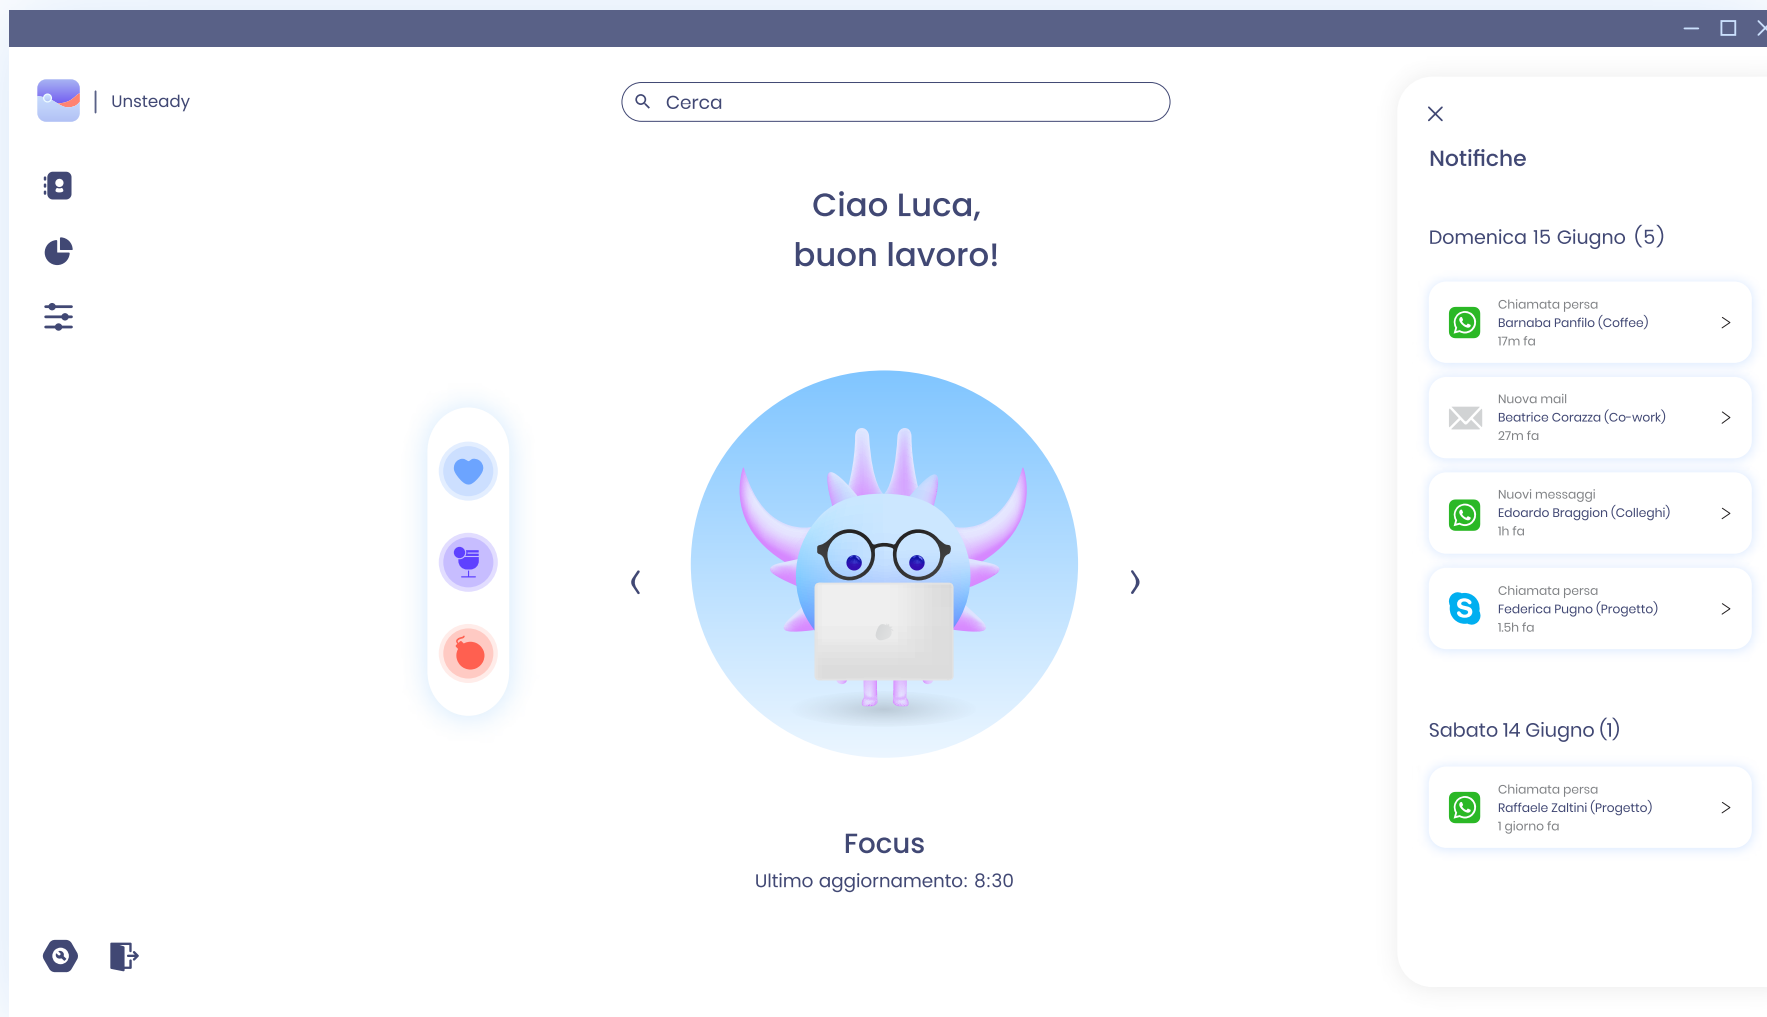 Unsteady
Cerca
Ciao Luca,
buon lavoro!
Focus
Ultimo aggiornamento: 8:30
Notifiche
Domenica 15 Giugno (5)
Chiamata persa
Barnaba Panfilo (Coffee)
17m fa
Nuova mail
Beatrice Corazza (Co-work)
27m fa
Nuovi messaggi
Edoardo Braggion (Colleghi)
1h fa
Chiamata persa
Federica Pugno (Progetto)
1.5h fa
Sabato 14 Giugno (1)
Chiamata persa
Raffaele Zaltini (Progetto)
1 giorno fa